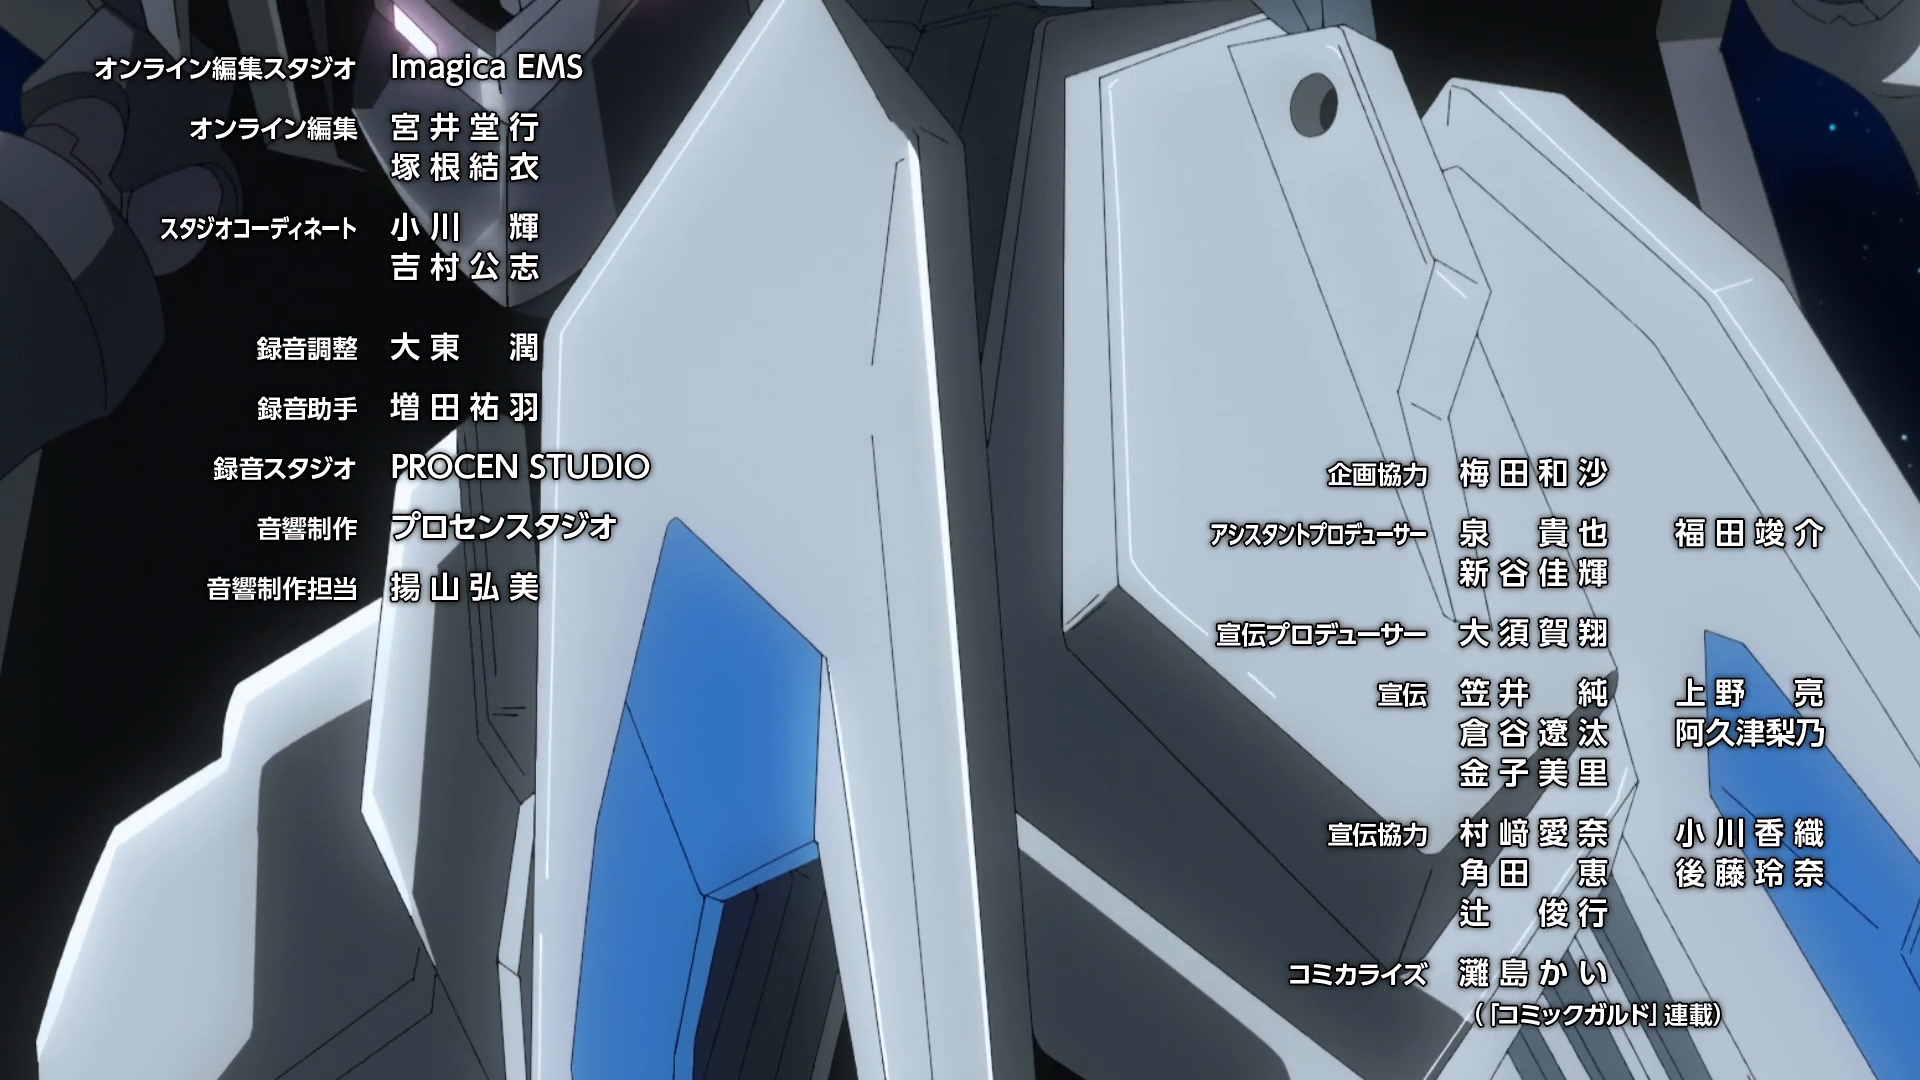 オンライン編集スタジオ Imagica EMS
オンライン編集 宮井堂行
塚根結衣
スタジオコーディネート 小川 輝
吉村公志
録音調整 大東 潤
録音助手 増田祐羽
録音スタジオ PROCEN STUDIO
音響制作 プロセンスタジオ
音響制作担当 揚山弘美
企画協力 梅田和沙
アシスタントプロデューサー 泉 貴也 福田竣介
新谷佳輝
宣伝プロデューサー 大須賀翔
宣伝 笠井 純 上野 亮
倉谷遼汰 阿久津梨乃
金子美里
宣伝協力 村﨑愛奈 小川香織
角田 恵 後藤玲奈
辻 俊行
コミカライズ 灘島かい
(「コミックガルド」連載)